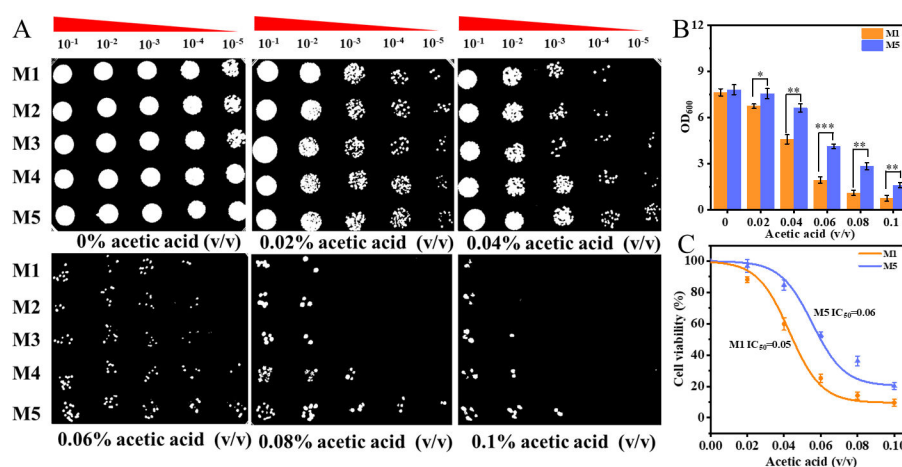 A
10-1 10-2 10-3 10-4 10-5 10-1 10-2 10-3 10-4 10-5 10-1 10-2 10-3 10-4 10-5
M1
M2
M3
M4
M5
0% acetic acid (v/v) 0.02% acetic acid (v/v) 0.04% acetic acid (v/v)
M1
M2
M3
M4
M5
0.06% acetic acid (v/v) 0.08% acetic acid (v/v) 0.1% acetic acid (v/v)
B
M1
M5
12
9
6
3
0
OD600
*
**
***
**
**
0 0.02 0.04 0.06 0.08 0.1
Acetic acid (v/v)
C
M1
M5
100
80
60
40
20
0
Cell viability (%)
M5 IC50=0.06
M1 IC50=0.05
0.00 0.02 0.04 0.06 0.08 0.10
Acetic acid (v/v)